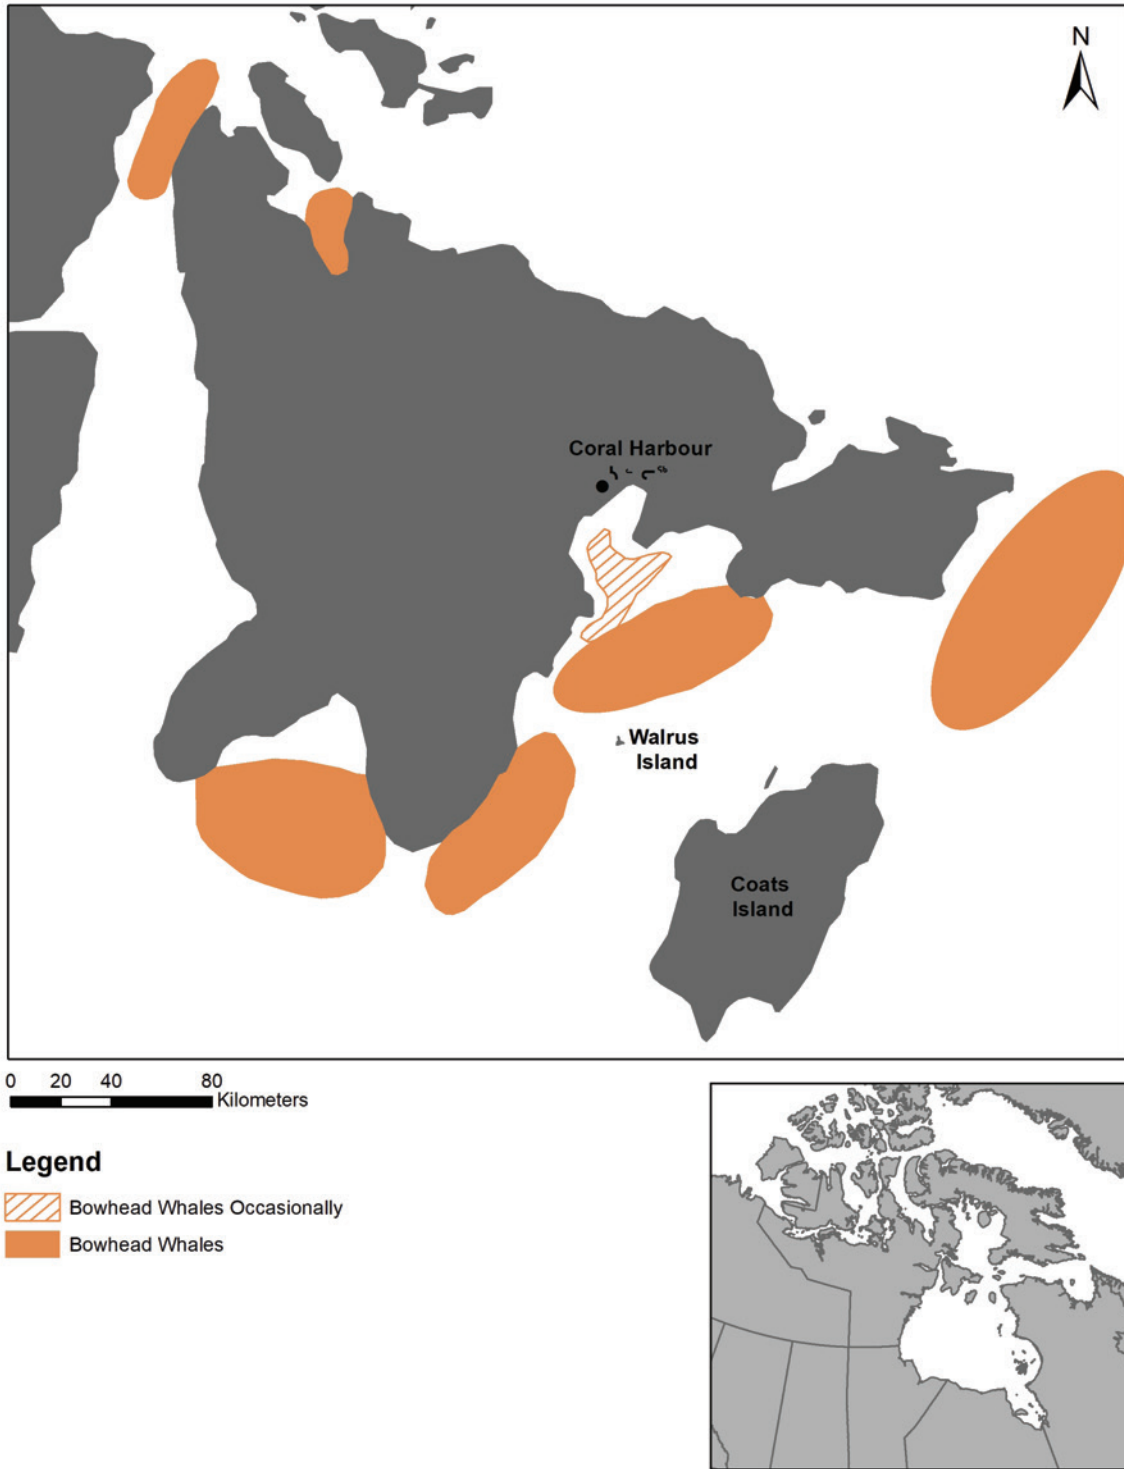 N
Coral Harbour
Walrus
Island
Coats
Island
0 20 40 80
Kilometers
Legend
Bowhead Whales Occasionally
Bowhead Whales